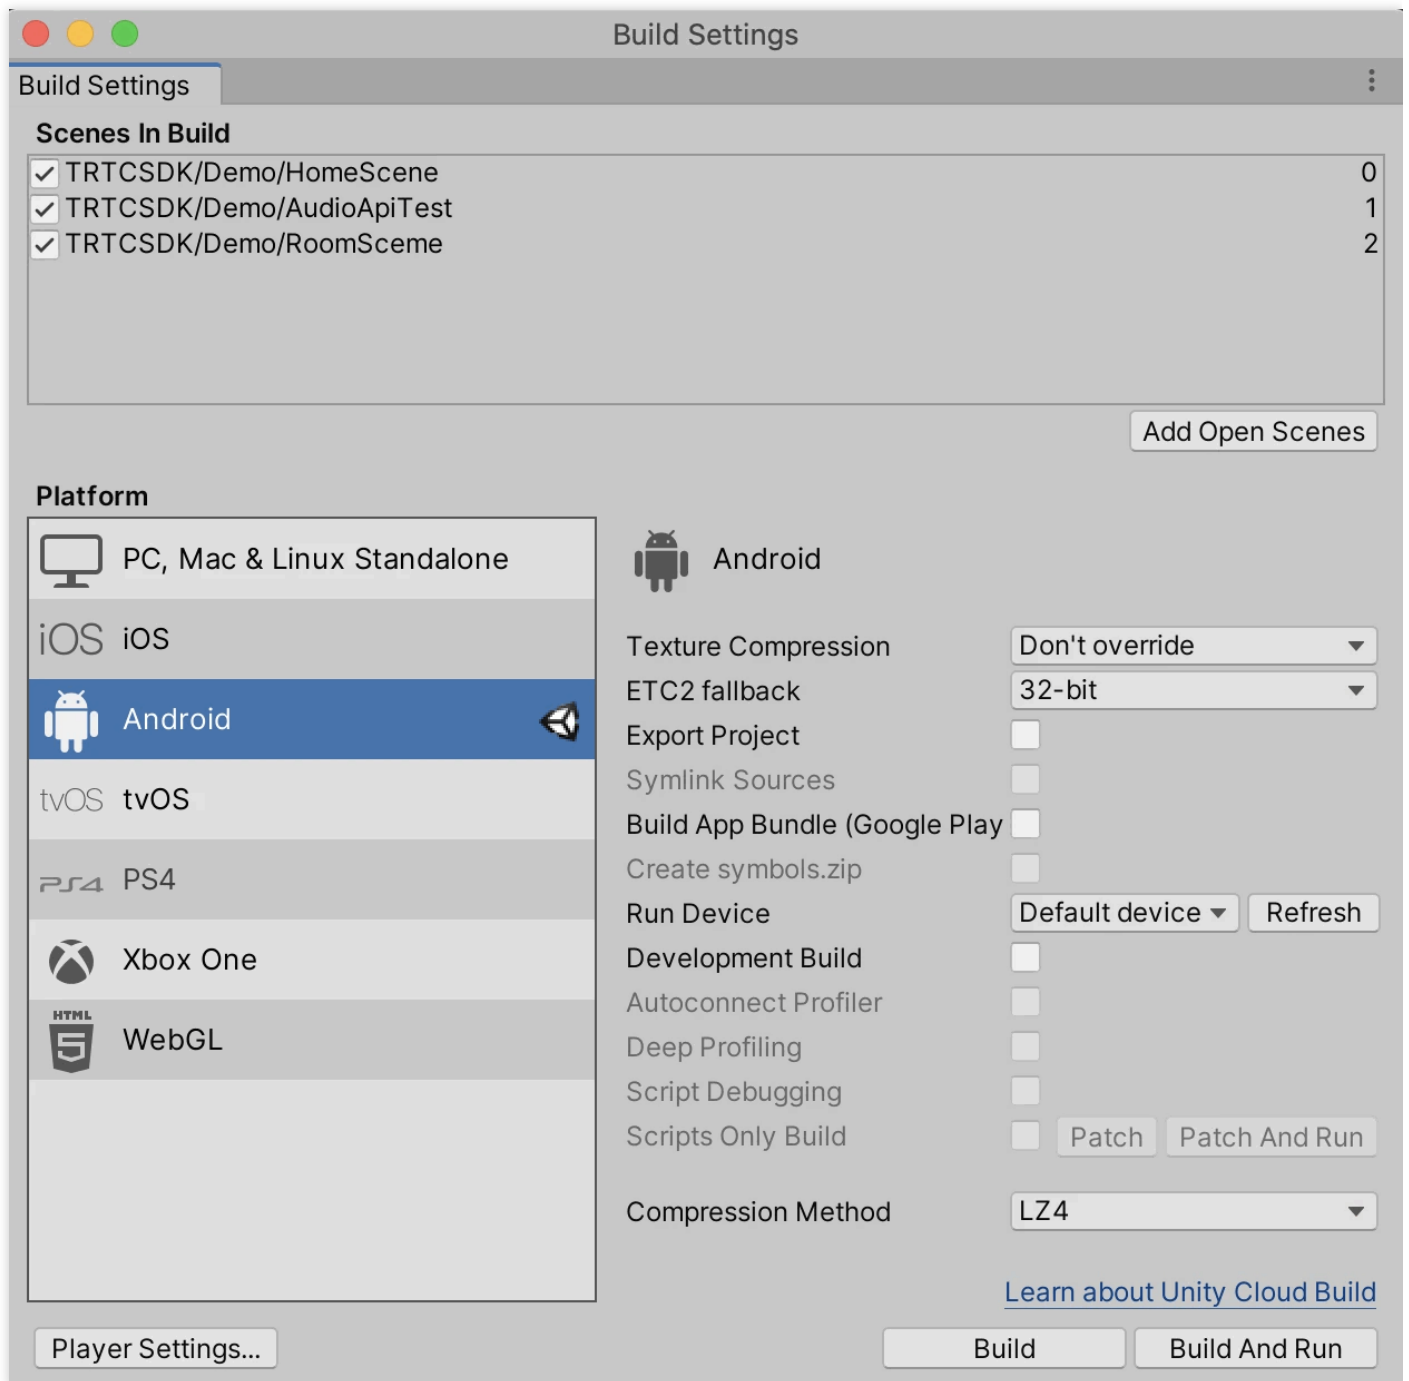 Build Settings
Build Settings
Scenes In Build
TRTCSDK/Demo/HomeScene 0
TRTCSDK/Demo/AudioApiTest 1
TRTCSDK/Demo/RoomSceme 2
Add Open Scenes
Platform
PC, Mac & Linux Standalone
iOS iOS
Android
tvOS tvOS
PS4 PS4
Xbox One
HTML
5
WebGL
Android
Texture Compression Don't override
ETC2 fallback 32-bit
Export Project
Symlink Sources
Build App Bundle (Google Play
Create symbols.zip
Run Device Default device Refresh
Development Build
Autoconnect Profiler
Deep Profiling
Script Debugging
Scripts Only Build Patch Patch And Run
Compression Method LZ4
Learn about Unity Cloud Build
Player Settings... Build Build And Run